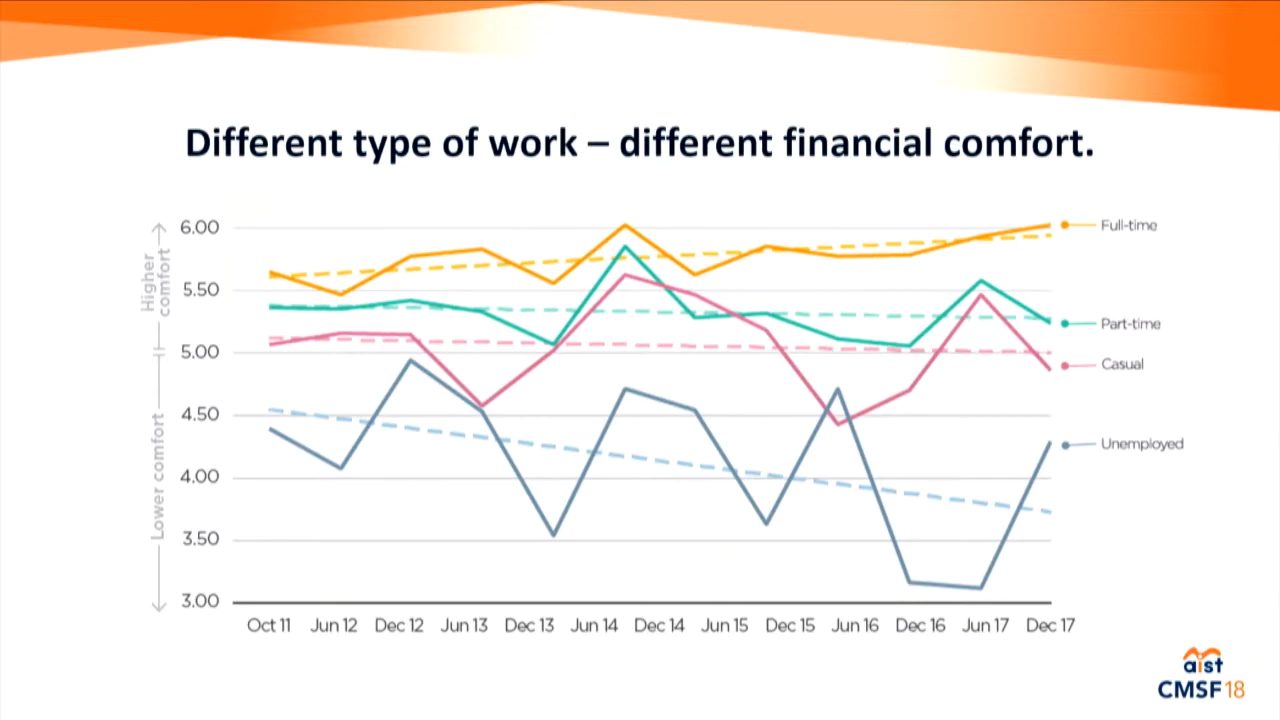 Different type of work – different financial comfort.
Higher
comfort
Lower comfort
6.00
5.50
5.00
4.50
4.00
3.50
3.00
Full-time
Part-time
Casual
Unemployed
Oct 11 Jun 12 Dec 12 Jun 13 Dec 13 Jun 14 Dec 14 Jun 15 Dec 15 Jun 16 Dec 16 Jun 17 Dec 17
aist
CMSF18